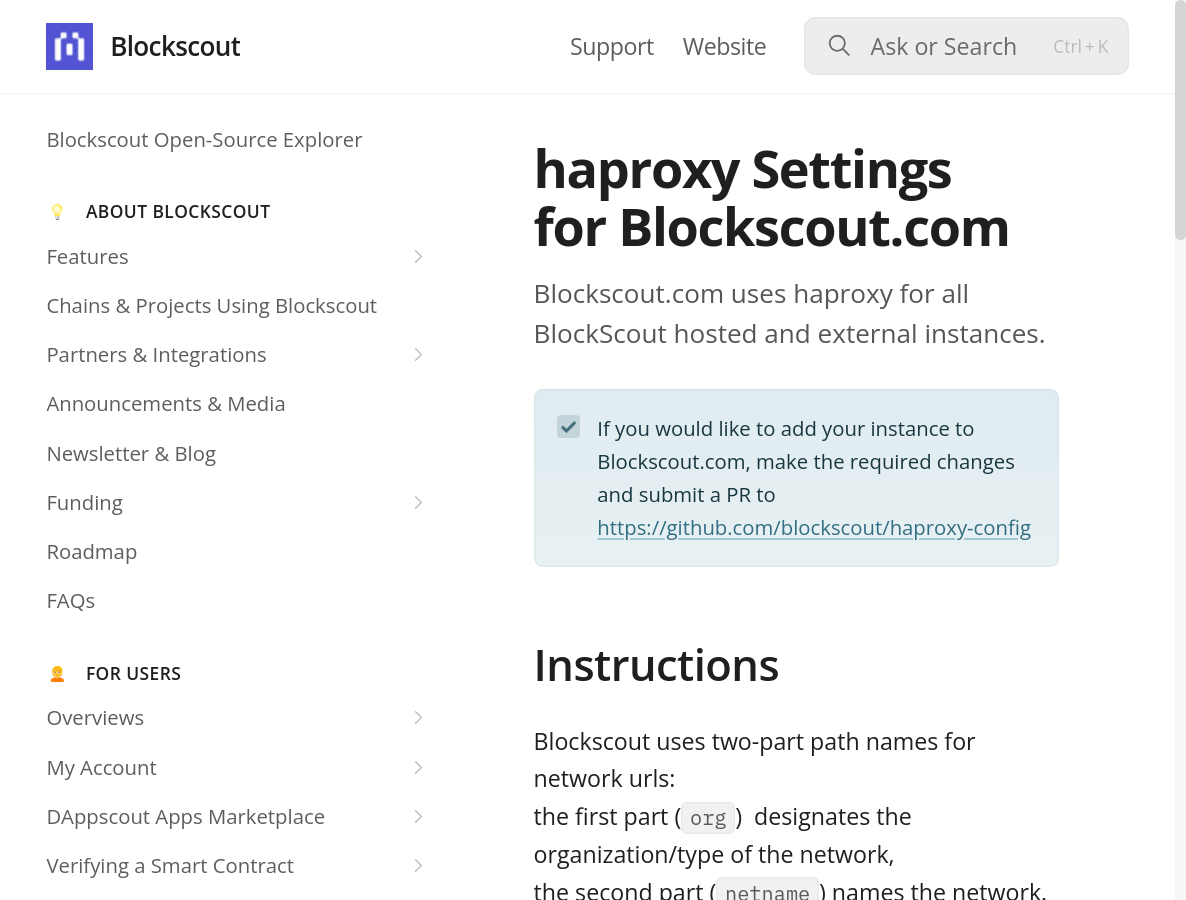 Blockscout
Support
Website
Ask or Search
Ctrl + K
Blockscout Open-Source Explorer
ABOUT BLOCKSCOUT
Features
Chains & Projects Using Blockscout
Partners & Integrations
Announcements & Media
Newsletter & Blog
Funding
Roadmap
FAQs
FOR USERS
Overviews
My Account
DAppscout Apps Marketplace
Verifying a Smart Contract
haproxy Settings
for Blockscout.com
Blockscout.com uses haproxy for all
BlockScout hosted and external instances.
If you would like to add your instance to
Blockscout.com, make the required changes
and submit a PR to
https://github.com/blockscout/haproxy-config
Instructions
Blockscout uses two-part path names for
network urls:
the first part (org) designates the
organization/type of the network,
the second part (netname) names the network.